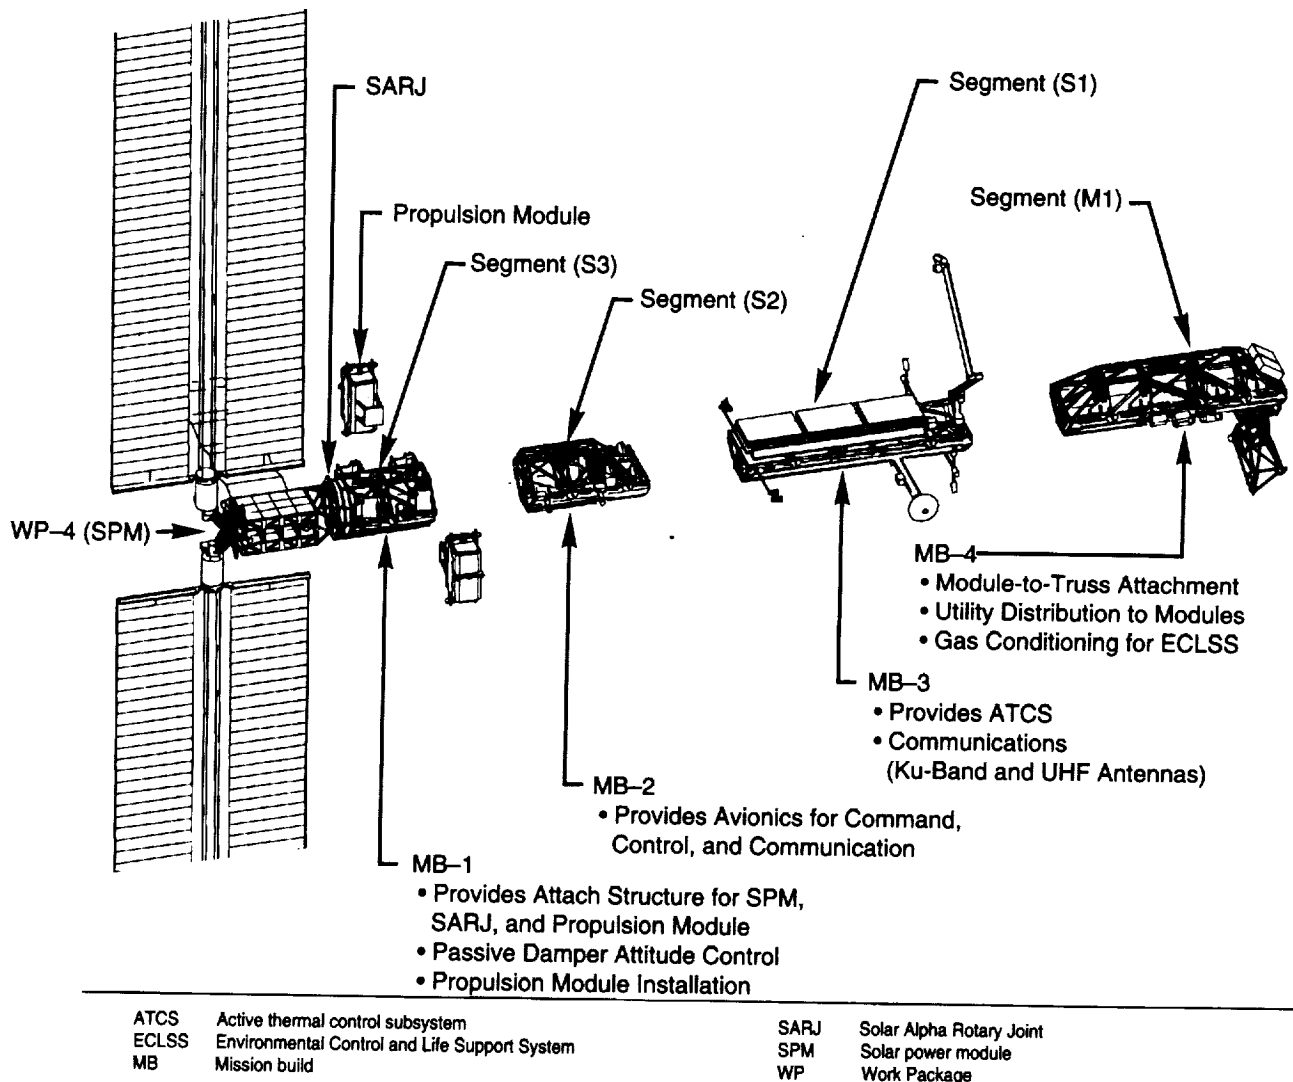 SARJ
Segment (S1)
Propulsion Module
Segment (M1)
Segment (S3)
Segment (S2)
WP–4 (SPM)
MB–4
• Module-to-Truss Attachment
• Utility Distribution to Modules
• Gas Conditioning for ECLSS
MB–3
• Provides ATCS
• Communications
(Ku-Band and UHF Antennas)
MB–2
• Provides Avionics for Command,
Control, and Communication
MB–1
• Provides Attach Structure for SPM,
SARJ, and Propulsion Module
• Passive Damper Attitude Control
• Propulsion Module Installation
ATCS Active thermal control subsystem
ECLSS Environmental Control and Life Support System
MB Mission build
SARJ Solar Alpha Rotary Joint
SPM Solar power module
WP Work Package